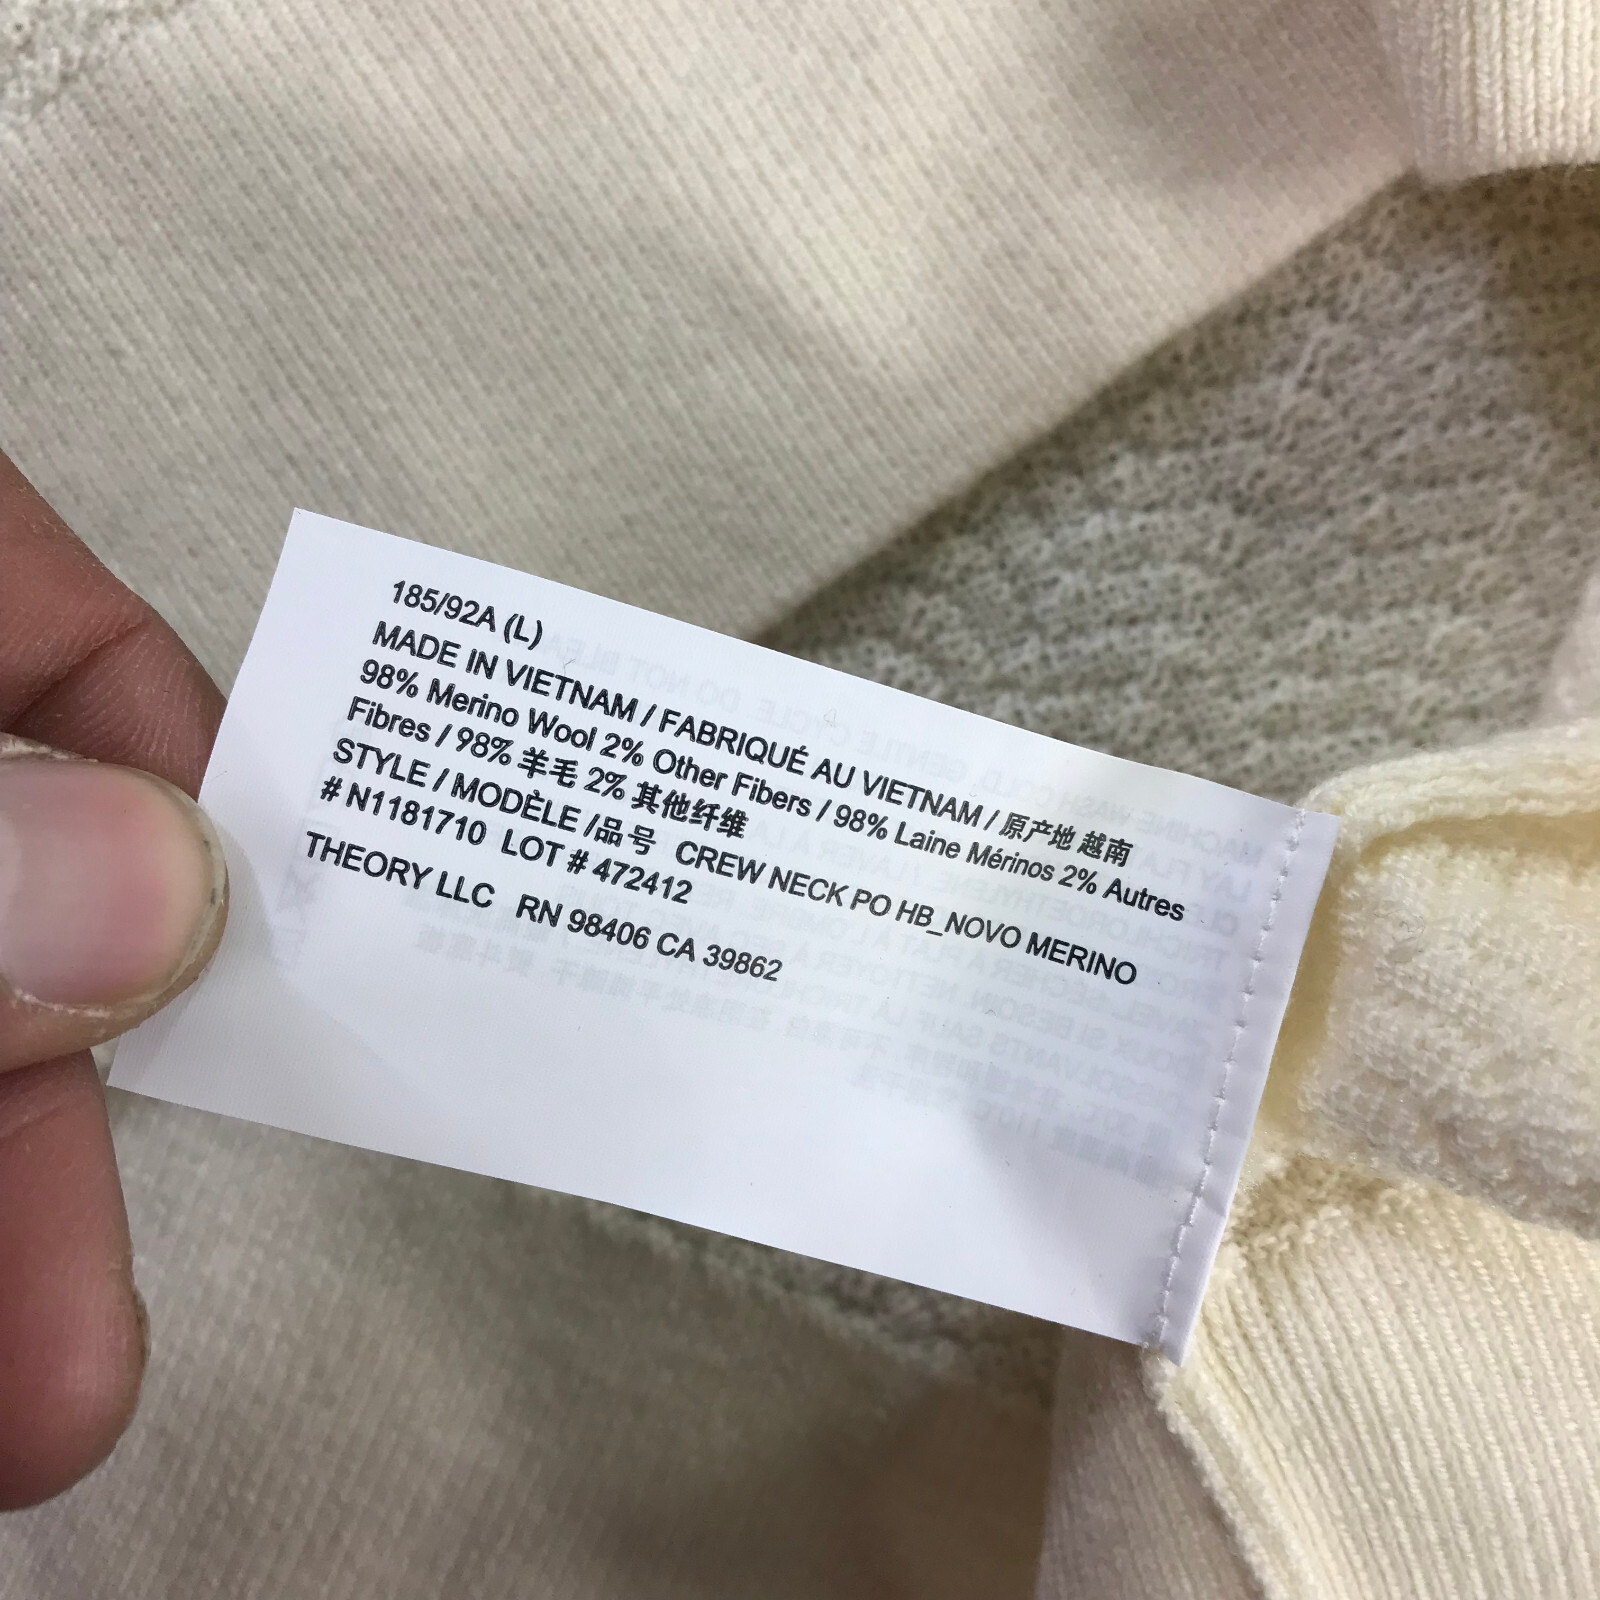 185/92A (L)
MADE IN VIETNAM / FABRIQUÉ AU VIETNAM / 原产地 越南
98% Merino Wool 2% Other Fibers / 98% Laine Mérinos 2% Autres
Fibres / 98% 羊毛 2% 其他纤维
STYLE / MODÈLE /品号 CREW NECK PO HB_NOVO MERINO
# N1181710 LOT # 472412
THEORY LLC RN 98406 CA 39862